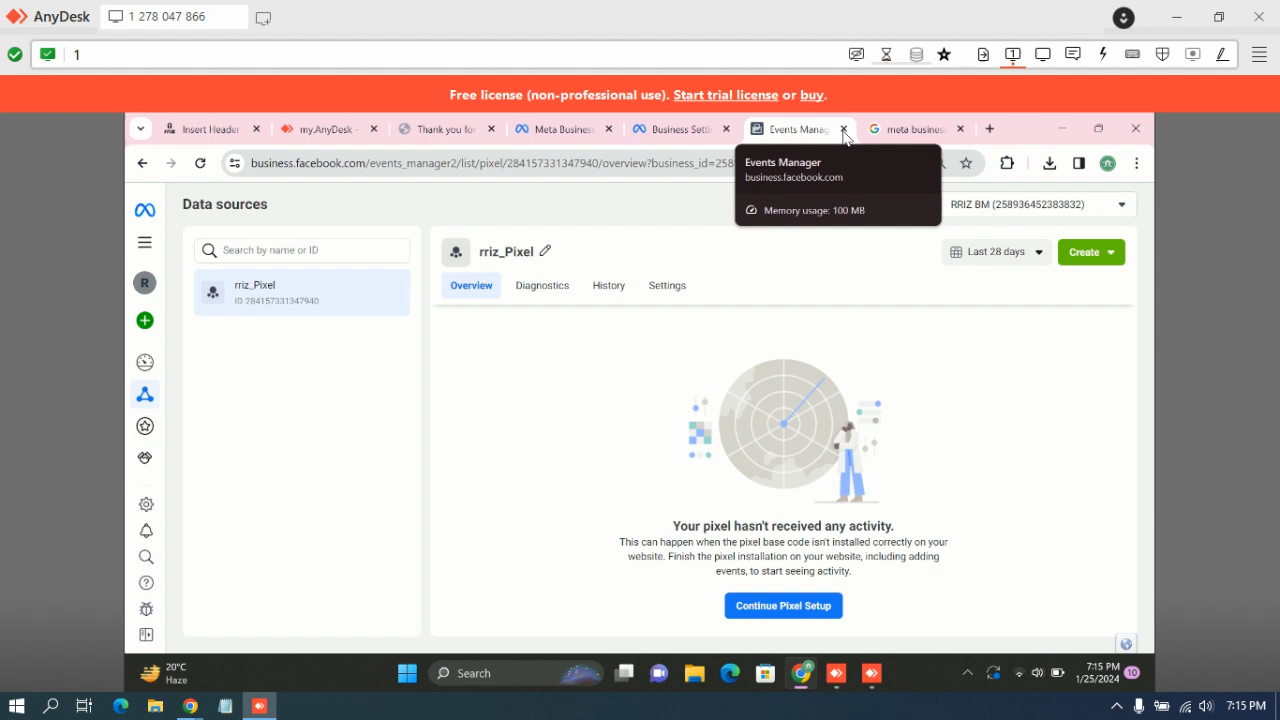 AnyDesk
1 278 047 866
1
1
Free license (non-professional use). Start trial license or buy.
Insert Header
my.AnyDesk -
Thank you for
Meta Business
Business Setti
Events Manag
meta business
business.facebook.com/events_manager2/list/pixel/284157331347940/overview?business_id=258
Events Manager
business.facebook.com
Memory usage: 100 MB
Data sources
RRIZ BM (258936452383832)
R
Search by name or ID
rriz_Pixel
ID 284157331347940
rriz_Pixel
Last 28 days
Create
Overview
Diagnostics
History
Settings
Your pixel hasn't received any activity.
This can happen when the pixel base code isn't installed correctly on your
website. Finish the pixel installation on your website, including adding
events, to start seeing activity.
Continue Pixel Setup
20°C
Haze
Search
7:15 PM
1/25/2024
10
7:15 PM